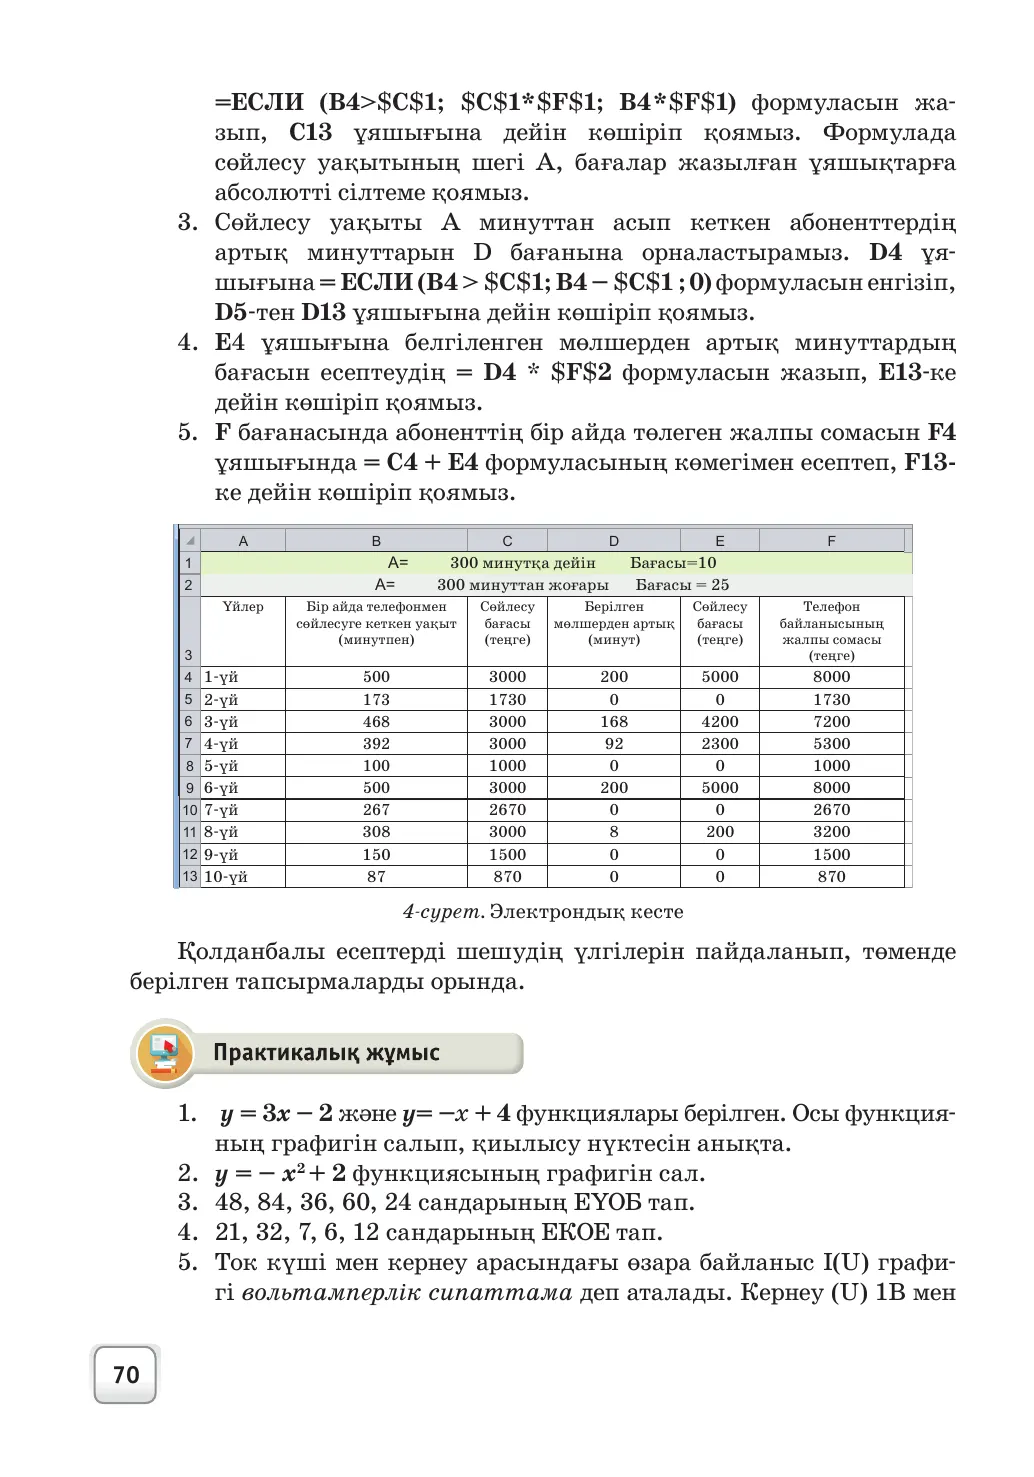 =ЕСЛИ (B4>$C$1; $C$1*$F$1; B4*$F$1) формуласын жа-
зып, C13 ұяшығына дейін көшіріп қоямыз. Формулада
сөйлесу уақытының шегі А, бағалар жазылған ұяшықтарға
абсолютті сілтеме қоямыз.
3. Сөйлесу уақыты А минуттан асып кеткен абоненттердің
артық минуттарын D бағанына орналастырамыз. D4 ұя-
шығына = ЕСЛИ (B4 > $C$1; B4 – $C$1 ; 0) формуласын енгізіп,
D5-тен D13 ұяшығына дейін көшіріп қоямыз.
4. E4 ұяшығына белгіленген мөлшерден артық минуттардың
бағасын есептеудің = D4 * $F$2 формуласын жазып, E13-ке
дейін көшіріп қоямыз.
5. F бағанасында абоненттің бір айда төлеген жалпы сомасын F4
ұяшығында = C4 + E4 формуласының көмегімен есептеп, F13-
ке дейін көшіріп қоямыз.
A B C D E F
1 A= 300 минутқа дейін Бағасы=10
2 A= 300 минуттан жоғары Бағасы = 25
Үйлер Бір айда телефонмен Сөйлесу Берілген Сөйлесу Телефон
сөйлесуге кеткен уақыт бағасы мөлшерден артық бағасы байланысының
(минутпен) (теңге) (минут) (теңге) жалпы сомасы
3 (теңге)
4 1-үй 500 3000 200 5000 8000
5 2-үй 173 1730 0 0 1730
6 3-үй 468 3000 168 4200 7200
7 4-үй 392 3000 92 2300 5300
8 5-үй 100 1000 0 0 1000
9 6-үй 500 3000 200 5000 8000
10 7-үй 267 2670 0 0 2670
11 8-үй 308 3000 8 200 3200
12 9-үй 150 1500 0 0 1500
13 10-үй 87 870 0 0 870
4-сурет. Электрондық кесте
Қолданбалы есептерді шешудің үлгілерін пайдаланып, төменде
берілген тапсырмаларды орында.
Практикалық жұмыс
1. y = 3x – 2 және y= –x + 4 функциялары берілген. Осы функция-
ның графигін салып, қиылысу нүктесін анықта.
2. y = – x²+ 2 функциясының графигін сал.
3. 48, 84, 36, 60, 24 сандарының ЕҮОБ тап.
4. 21, 32, 7, 6, 12 сандарының ЕКОЕ тап.
5. Ток күші мен кернеу арасындағы өзара байланыс I(U) графи-
гі вольтамперлік сипаттама деп аталады. Кернеу (U) 1В мен
70